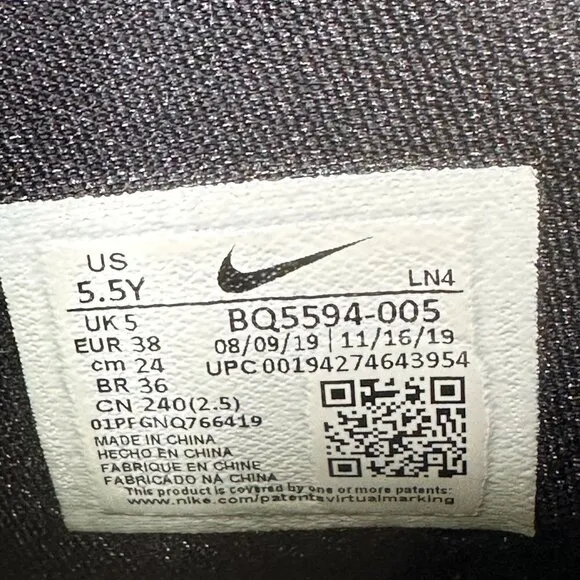 US
5.5Y
LN4
UK 5
BQ5594-005
EUR 38
08/09/19 | 11/16/19
cm 24
UPC 00194274643954
BR 36
CN 240(2.5)
01PFGNQ766419
MADE IN CHINA
HECHO EN CHINA
FABRIQUE EN CHINE
FABRICADO NA CHINA
This product is covered by one or more patents:
www.nike.com/patentsvirtualmarking